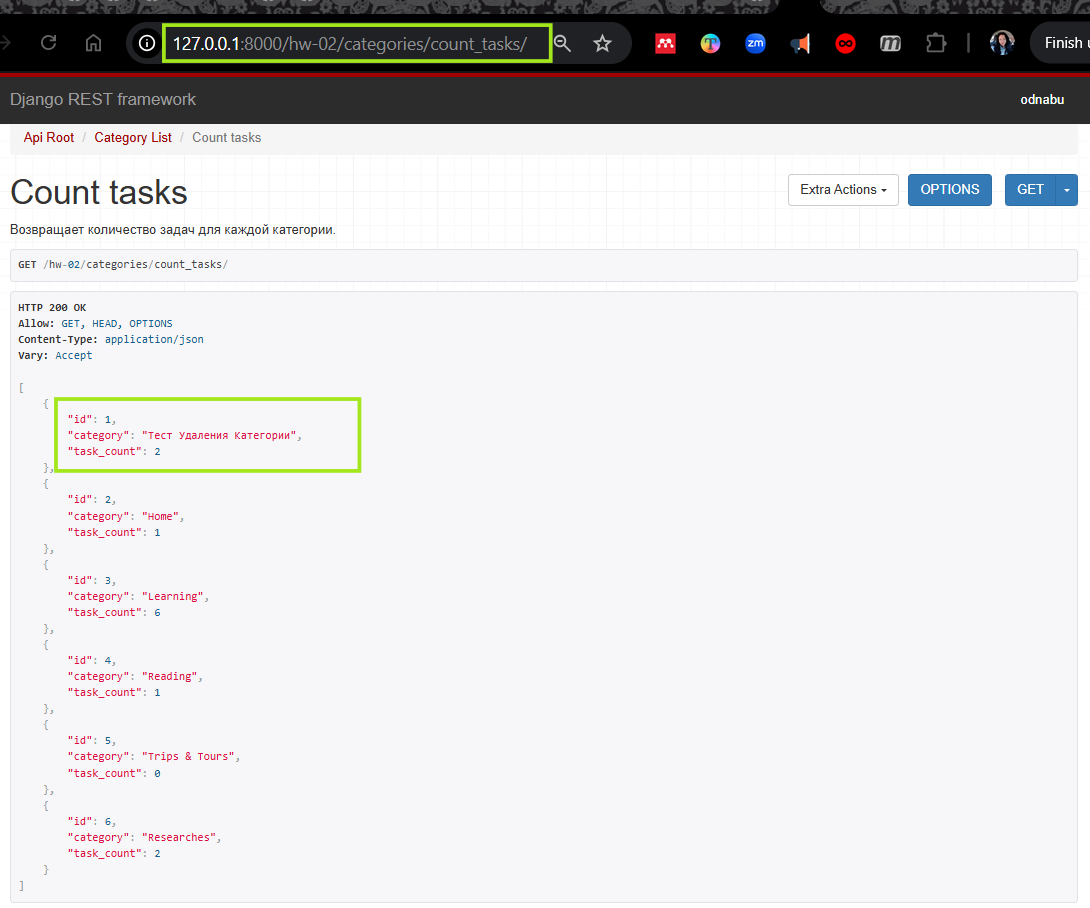 127.0.0.1:8000/hw-02/categories/count_tasks/
zm
m
Finish
Django REST framework
odnabu
Api Root / Category List / Count tasks
Count tasks
Extra Actions
OPTIONS
GET
Возвращает количество задач для каждой категории.
GET /hw-02/categories/count_tasks/
HTTP 200 OK
Allow: GET, HEAD, OPTIONS
Content-Type: application/json
Vary: Accept
[
{
"id": 1,
"category": "Тест Удаления Категории",
"task_count": 2
},
{
"id": 2,
"category": "Home",
"task_count": 1
},
{
"id": 3,
"category": "Learning",
"task_count": 6
},
{
"id": 4,
"category": "Reading",
"task_count": 1
},
{
"id": 5,
"category": "Trips & Tours",
"task_count": 0
},
{
"id": 6,
"category": "Researches",
"task_count": 2
}
]